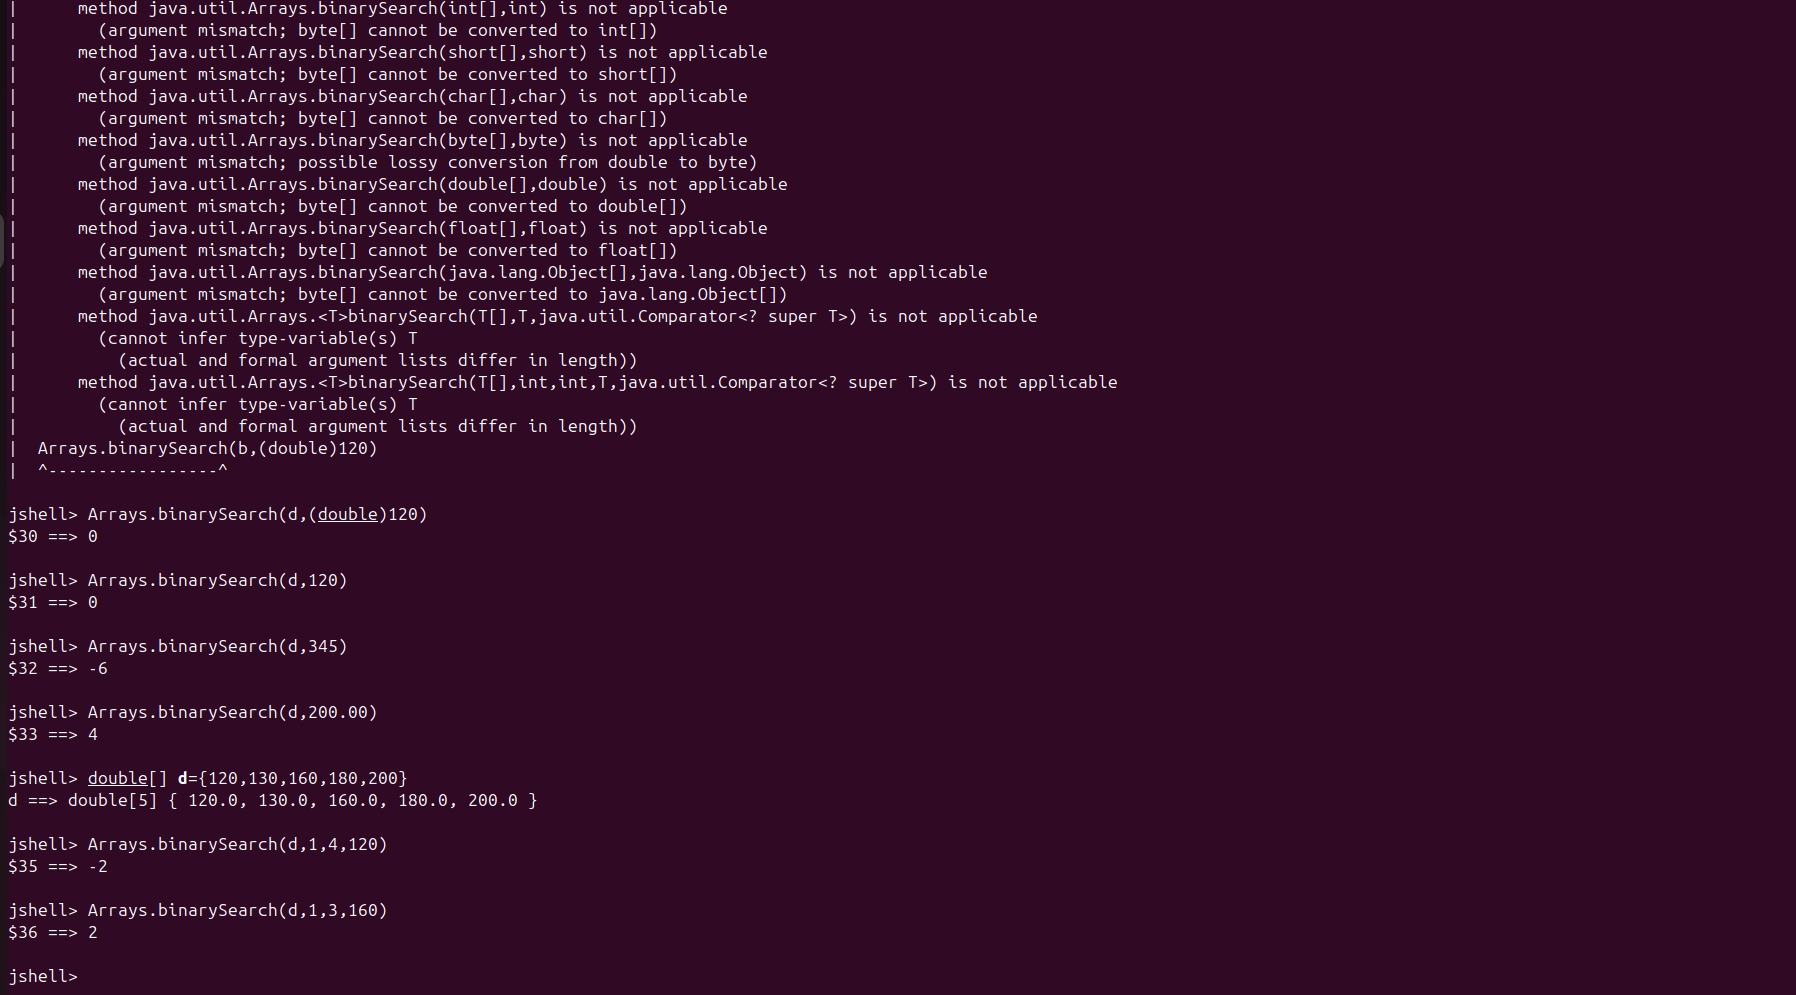 |      method java.util.Arrays.binarySearch(int[],int) is not applicable
|        (argument mismatch; byte[] cannot be converted to int[])
|      method java.util.Arrays.binarySearch(short[],short) is not applicable
|        (argument mismatch; byte[] cannot be converted to short[])
|      method java.util.Arrays.binarySearch(char[],char) is not applicable
|        (argument mismatch; byte[] cannot be converted to char[])
|      method java.util.Arrays.binarySearch(byte[],byte) is not applicable
|        (argument mismatch; possible lossy conversion from double to byte)
|      method java.util.Arrays.binarySearch(double[],double) is not applicable
|        (argument mismatch; byte[] cannot be converted to double[])
|      method java.util.Arrays.binarySearch(float[],float) is not applicable
|        (argument mismatch; byte[] cannot be converted to float[])
|      method java.util.Arrays.binarySearch(java.lang.Object[],java.lang.Object) is not applicable
|        (argument mismatch; byte[] cannot be converted to java.lang.Object[])
|      method java.util.Arrays.<T>binarySearch(T[],T,java.util.Comparator<? super T>) is not applicable
|        (cannot infer type-variable(s) T
|          (actual and formal argument lists differ in length))
|      method java.util.Arrays.<T>binarySearch(T[],int,int,T,java.util.Comparator<? super T>) is not applicable
|        (cannot infer type-variable(s) T
|          (actual and formal argument lists differ in length))
|  Arrays.binarySearch(b,(double)120)
|  ^-----------------^
jshell> Arrays.binarySearch(d,(double)120)
$30 ==> 0
jshell> Arrays.binarySearch(d,120)
$31 ==> 0
jshell> Arrays.binarySearch(d,345)
$32 ==> -6
jshell> Arrays.binarySearch(d,200.00)
$33 ==> 4
jshell> double[] d={120,130,160,180,200}
d ==> double[5] { 120.0, 130.0, 160.0, 180.0, 200.0 }
jshell> Arrays.binarySearch(d,1,4,120)
$35 ==> -2
jshell> Arrays.binarySearch(d,1,3,160)
$36 ==> 2
jshell>